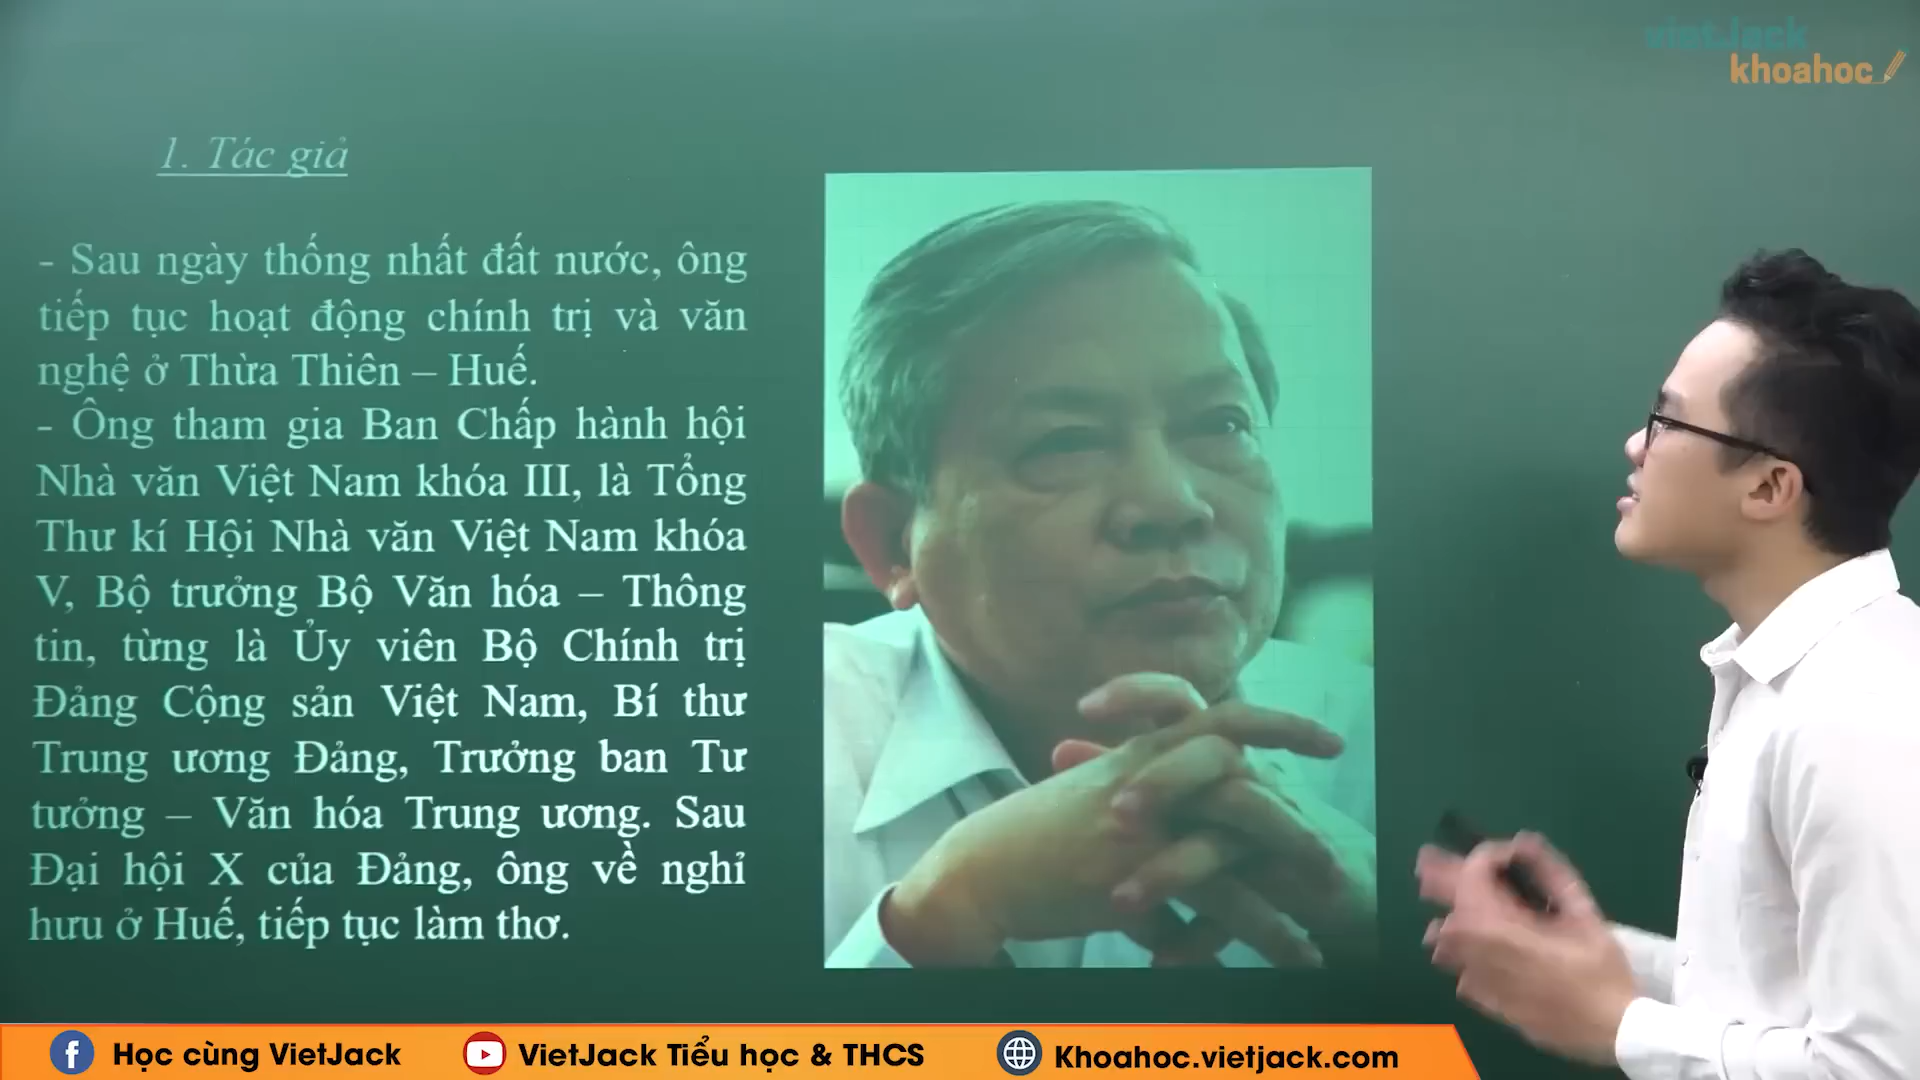 vietJack
khoahoc
1. Tác giả
- Sau ngày thống nhất đất nước, ông
tiếp tục hoạt động chính trị và văn
nghệ ở Thừa Thiên – Huế.
- Ông tham gia Ban Chấp hành hội
Nhà văn Việt Nam khóa III, là Tổng
Thư kí Hội Nhà văn Việt Nam khóa
V, Bộ trưởng Bộ Văn hóa – Thông
tin, từng là Ủy viên Bộ Chính trị
Đảng Cộng sản Việt Nam, Bí thư
Trung ương Đảng, Trưởng ban Tư
tưởng – Văn hóa Trung ương. Sau
Đại hội X của Đảng, ông về nghỉ
hưu ở Huế, tiếp tục làm thơ.
Học cùng VietJack
VietJack Tiểu học & THCS
Khoahoc.vietjack.com